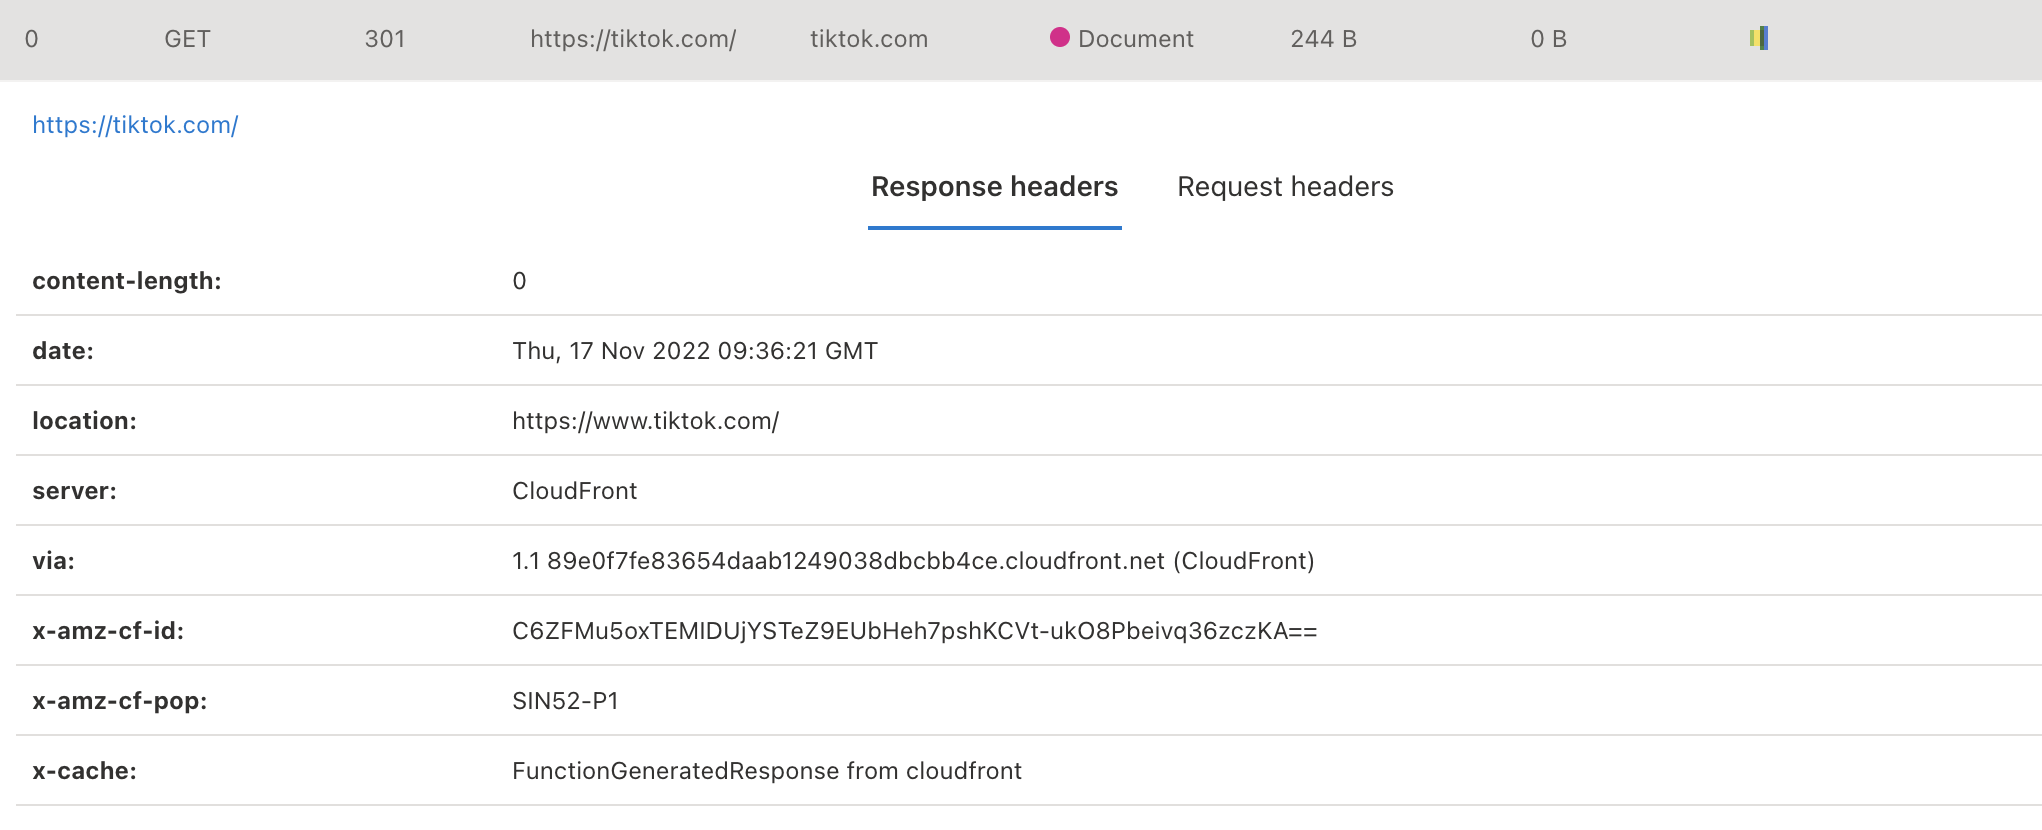 0 GET 301 https://tiktok.com/ tiktok.com Document 244 B 0 B
https://tiktok.com/
Response headers Request headers
content-length: 0
date: Thu, 17 Nov 2022 09:36:21 GMT
location: https://www.tiktok.com/
server: CloudFront
via: 1.1 89e0f7fe83654daab1249038dbcbb4ce.cloudfront.net (CloudFront)
x-amz-cf-id: C6ZFMu5oxTEMIDUjYSTeZ9EUbHeh7pshKCVt-ukO8Pbeivq36zczKA==
x-amz-cf-pop: SIN52-P1
x-cache: FunctionGeneratedResponse from cloudfront